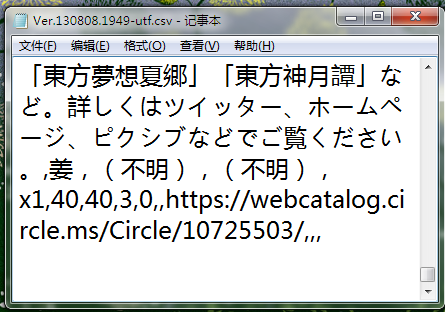 Ver.130808.1949-utf.csv - 记事本
文件(F) 编辑(E) 格式(O) 查看(V) 帮助(H)
「東方夢想夏郷」「東方神月譚」な
ど。詳しくはツイッター、ホームペ
ージ、ピクシブなどでご覧ください
。,姜，（ 不明 ），（ 不明 ），
x1,40,40,3,0,,https://webcatalog.ci
rcle.ms/Circle/10725503/,,,